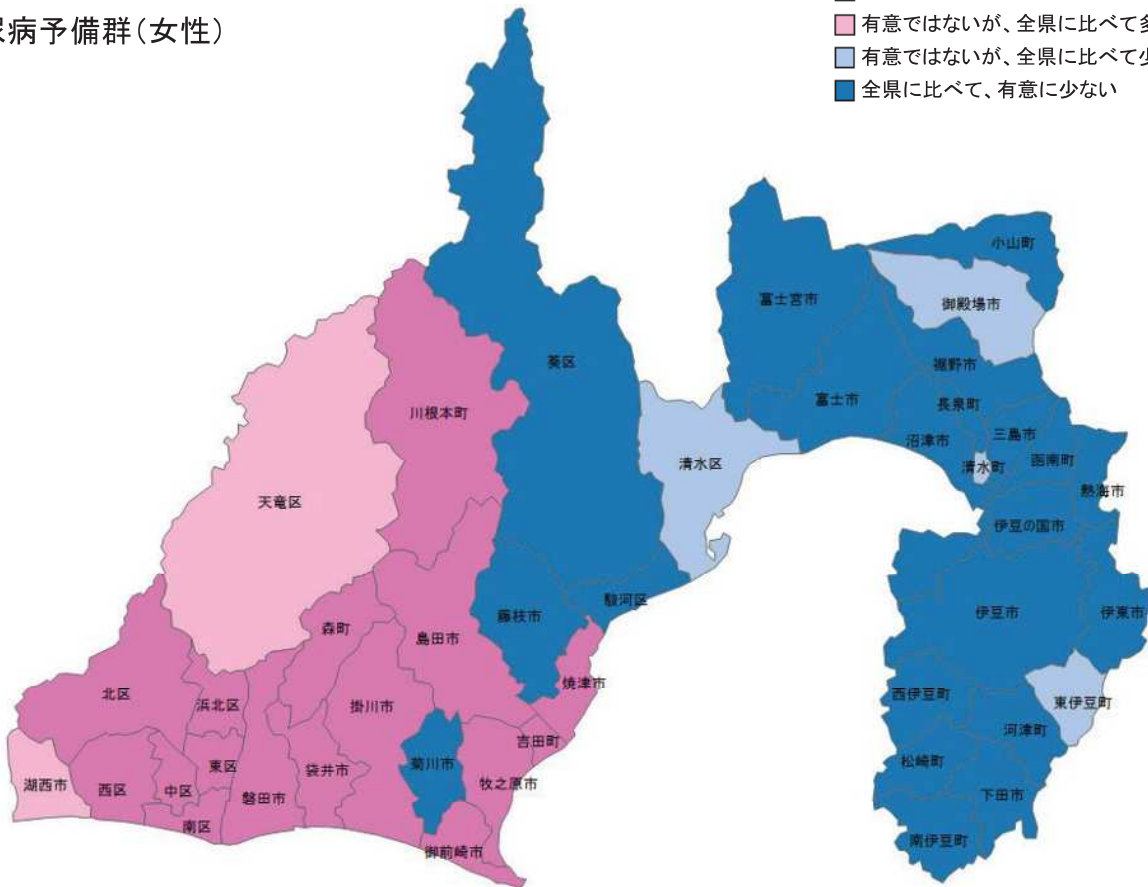 尿病予備群(女性)
有意ではないが、全県に比べて多
有意ではないが、全県に比べて少
全県に比べて、有意に少ない
小山町
御殿場市
富士宮市
裾野市
葵区
富士市
長泉町
川根本町
沼津市
三島市
清水区
清水町
函南町
熱海市
天竜区
伊豆の国市
駿河区
藤枝市
伊豆市
伊東市
森町
島田市
焼津市
北区
浜北区
掛川市
西伊豆町
東伊豆町
河津町
吉田町
東区
菊川市
松崎町
湖西市
西区
中区
磐田市
袋井市
牧之原市
下田市
南区
御前崎市
南伊豆町